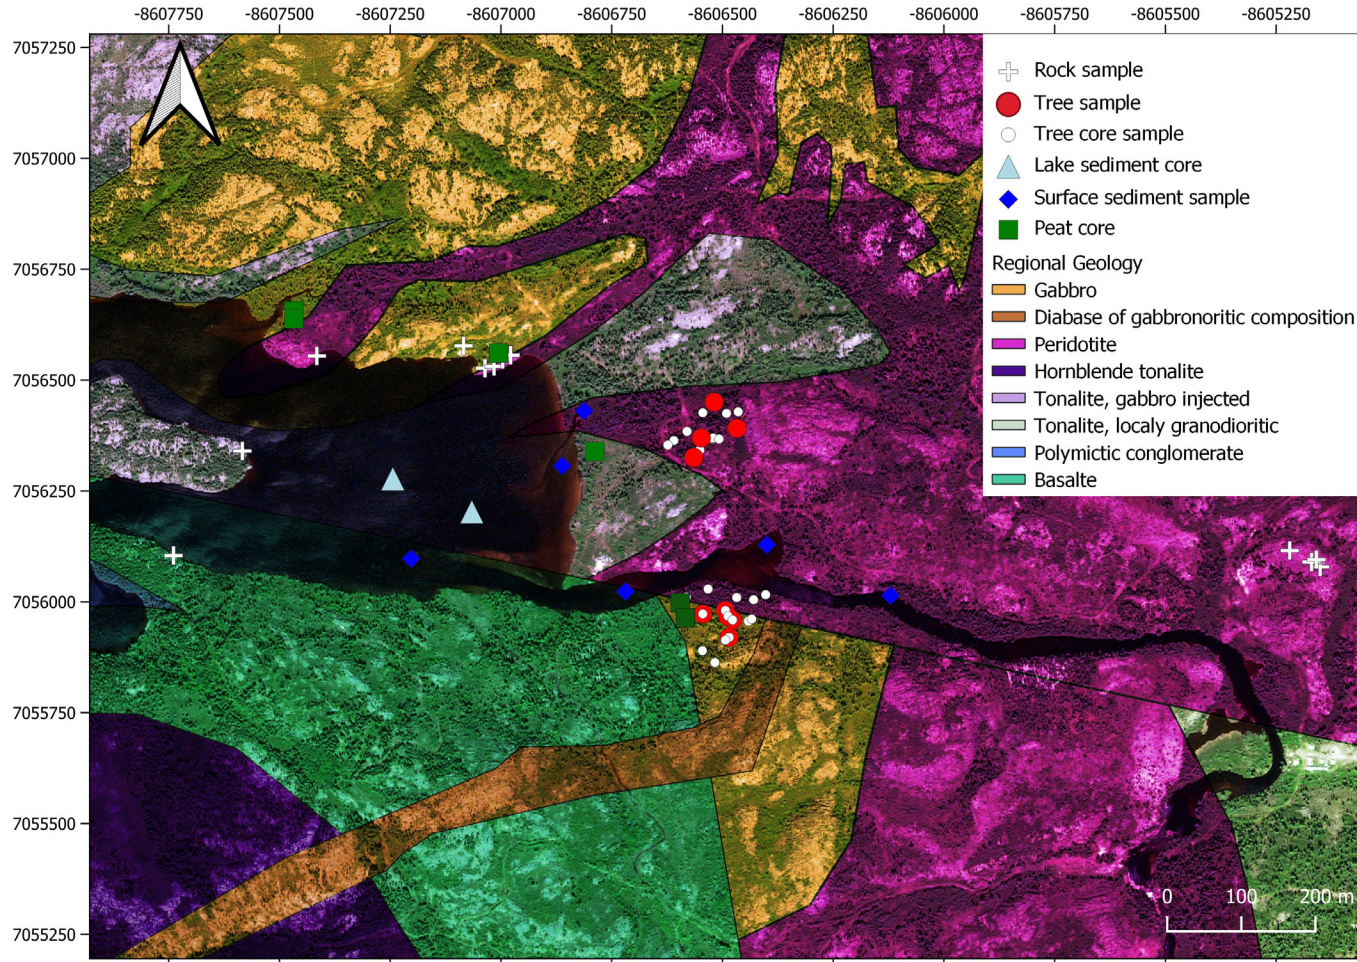 -8607750 -8607500 -8607250 -8607000 -8606750 -8606500 -8606250 -8606000 -8605750 -8605500 -8605250
7057250
7057000
7056750
7056500
7056250
7056000
7055750
7055500
7055250
Rock sample
Tree sample
Tree core sample
Lake sediment core
Surface sediment sample
Peat core
Regional Geology
Gabbro
Diabase of gabbronoritic composition
Peridotite
Hornblende tonalite
Tonalite, gabbro injected
Tonalite, localy granodioritic
Polymictic conglomerate
Basalte
0 100 200 m